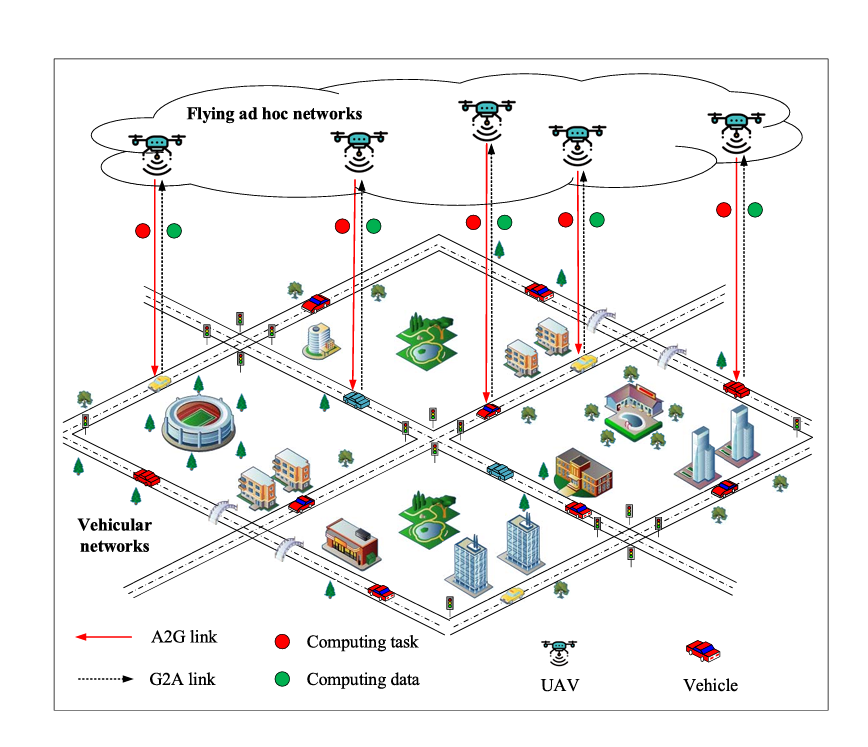 Flying ad hoc networks
Vehicular
networks
A2G link
Computing task
G2A link
Computing data
UAV
Vehicle